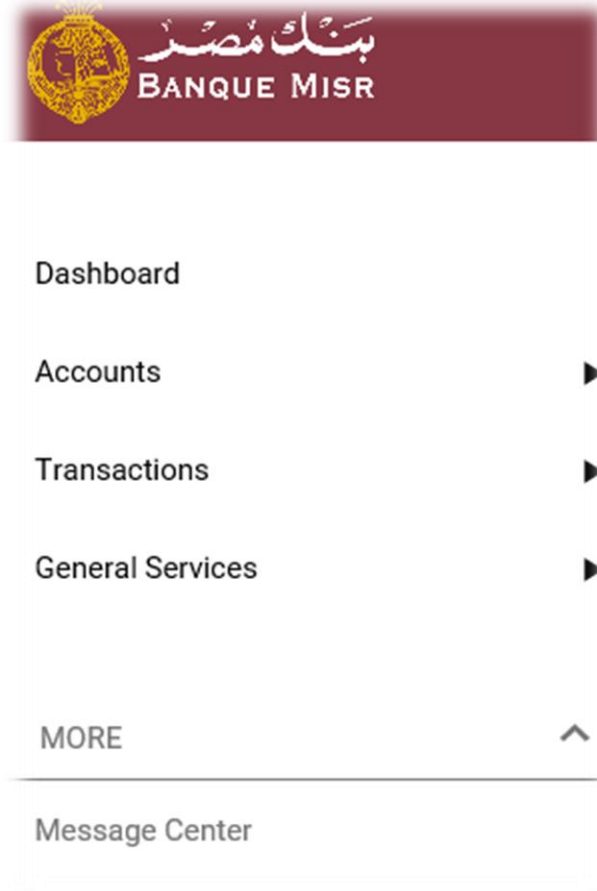 بنك مصر
BANQUE MISR
Dashboard
Accounts
Transactions
General Services
MORE
Message Center